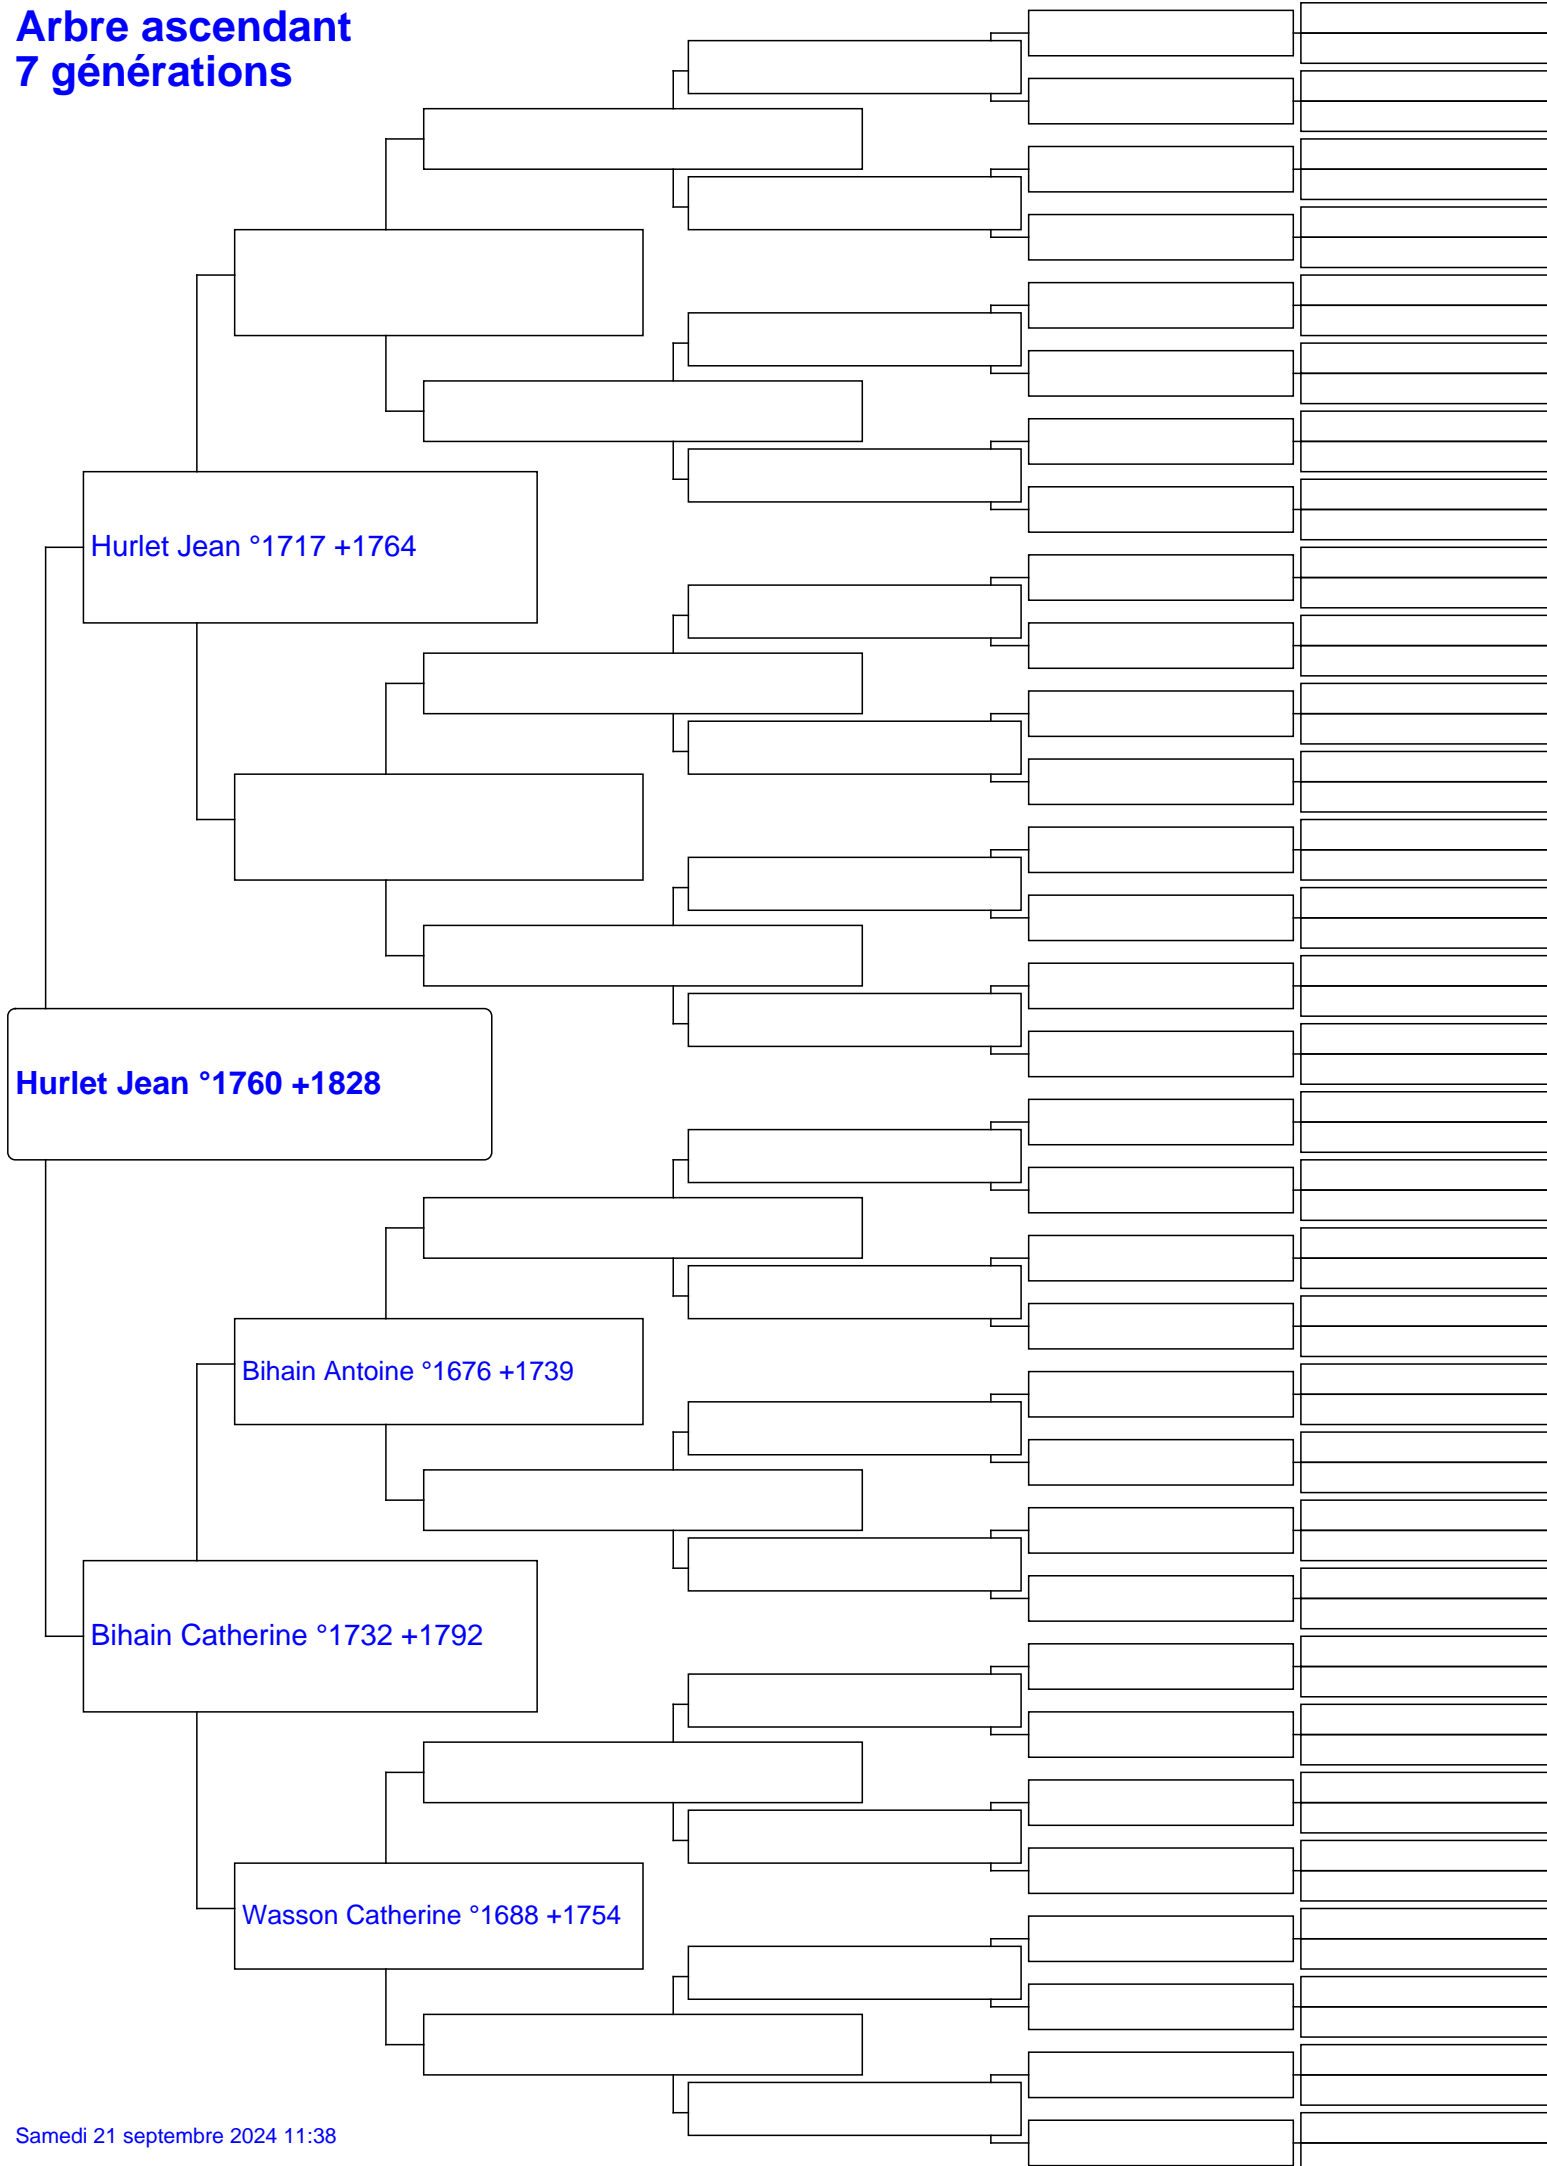 Arbre ascendant
7 générations
Hurlet Jean °1717 +1764
Hurlet Jean °1760 +1828
Bihain Antoine °1676 +1739
Bihain Catherine °1732 +1792
Wasson Catherine °1688 +1754
Samedi 21 septembre 2024 11:38